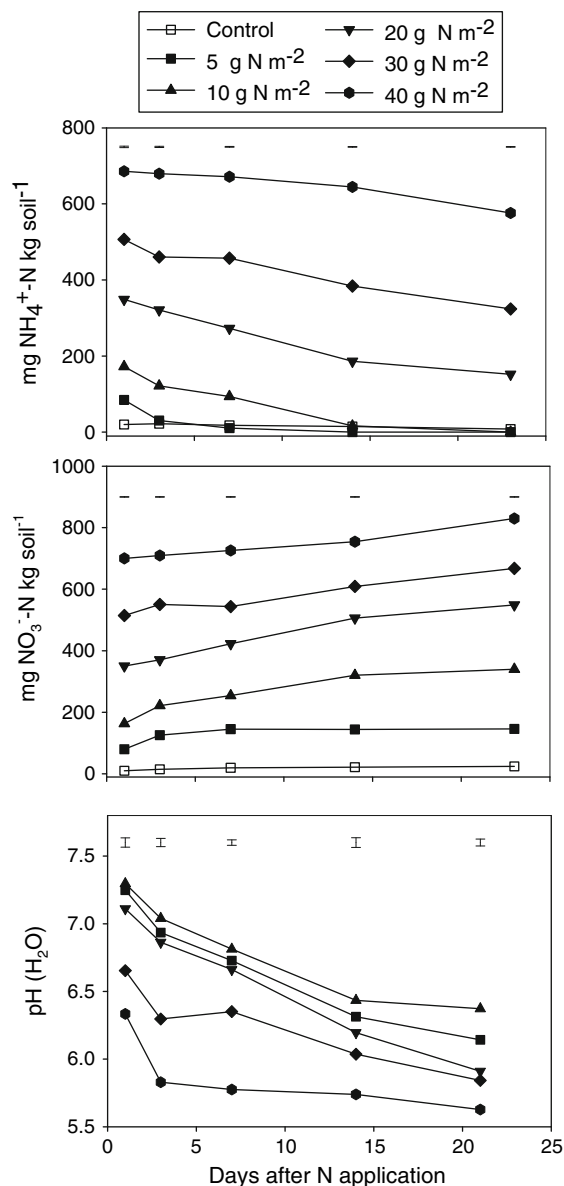 Control
5 g N m-2
10 g N m-2
20 g N m-2
30 g N m-2
40 g N m-2
800
600
400
200
0
mg NH4+-N kg soil-1
1000
800
600
400
200
0
mg NO3--N kg soil-1
7.5
7.0
6.5
6.0
5.5
pH (H2O)
0 5 10 15 20 25
Days after N application